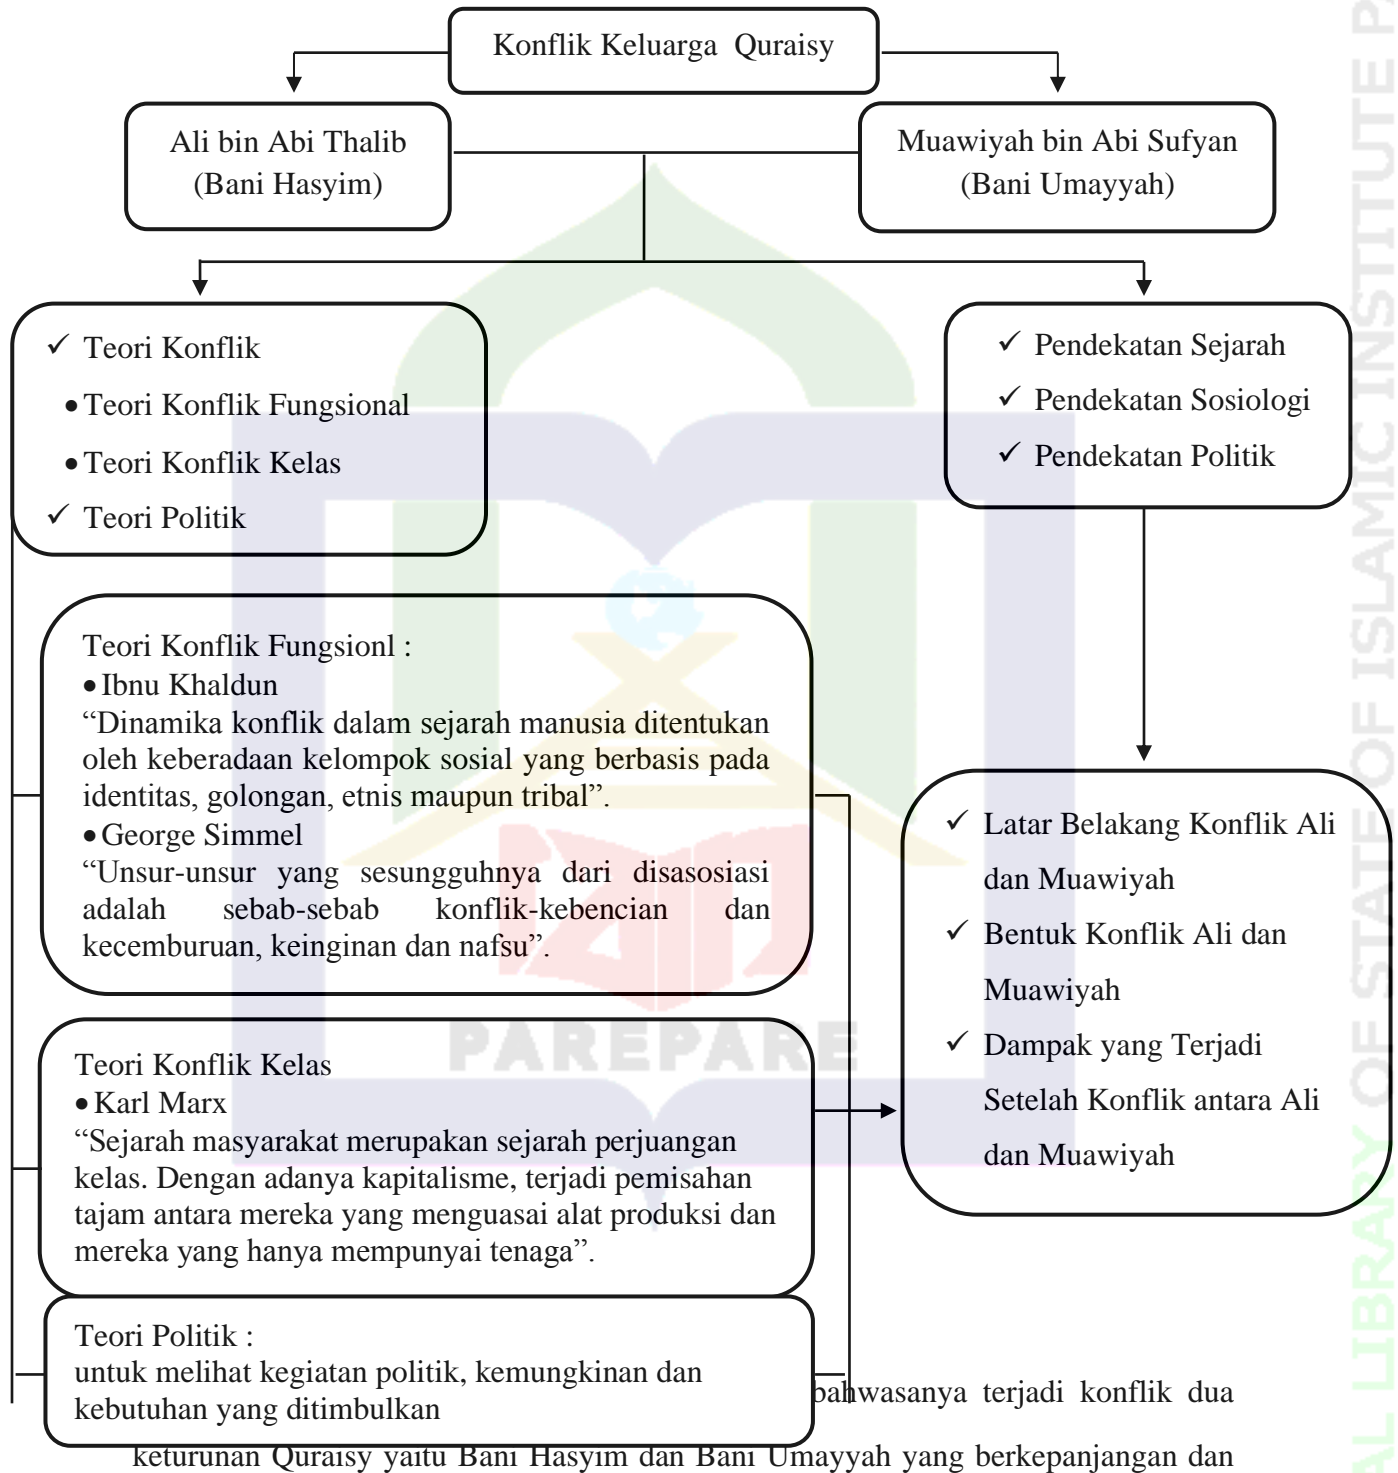 Konflik Keluarga Quraisy
Ali bin Abi Thalib
(Bani Hasyim)
Muawiyah bin Abi Sufyan
(Bani Umayyah)
✓ Teori Konflik
• Teori Konflik Fungsional
• Teori Konflik Kelas
✓ Teori Politik
✓ Pendekatan Sejarah
✓ Pendekatan Sosiologi
✓ Pendekatan Politik
Teori Konflik Fungsionl :
• Ibnu Khaldun
“Dinamika konflik dalam sejarah manusia ditentukan
oleh keberadaan kelompok sosial yang berbasis pada
identitas, golongan, etnis maupun tribal”.
• George Simmel
“Unsur-unsur yang sesungguhnya dari disasosiasi
adalah sebab-sebab konflik-kebencian dan
kecemburuan, keinginan dan nafsu”.
✓ Latar Belakang Konflik Ali
dan Muawiyah
✓ Bentuk Konflik Ali dan
Muawiyah
✓ Dampak yang Terjadi
Setelah Konflik antara Ali
dan Muawiyah
Teori Konflik Kelas
• Karl Marx
“Sejarah masyarakat merupakan sejarah perjuangan
kelas. Dengan adanya kapitalisme, terjadi pemisahan
tajam antara mereka yang menguasai alat produksi dan
mereka yang hanya mempunyai tenaga”.
Teori Politik :
untuk melihat kegiatan politik, kemungkinan dan
kebutuhan yang ditimbulkan
bahwasanya terjadi konflik dua
keturunan Quraisy yaitu Bani Hasyim dan Bani Umayyah yang berkepanjangan dan
PAREPARE
LIBRARY OF STATE OF ISLAMIC INSTITUTE